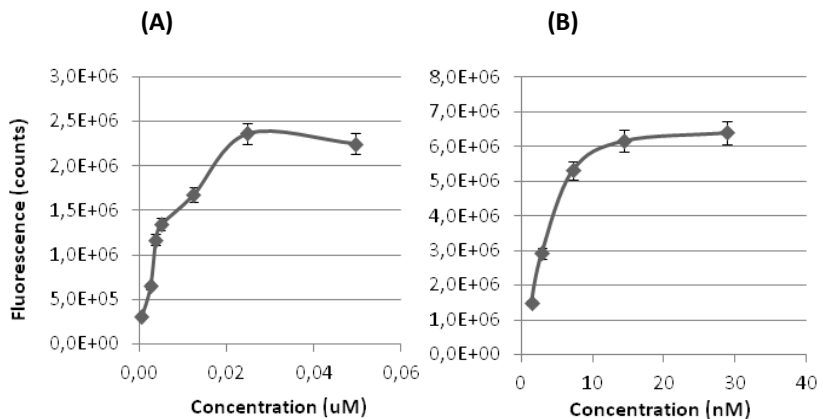 (A)
(B)
Fluorescence (counts)
3,0E+06
2,5E+06
2,0E+06
1,5E+06
1,0E+06
5,0E+05
0,0E+00
0,00 0,02 0,04 0,06
Concentration (uM)
8,0E+06
7,0E+06
6,0E+06
5,0E+06
4,0E+06
3,0E+06
2,0E+06
1,0E+06
0,0E+00
0 10 20 30 40
Concentration (nM)